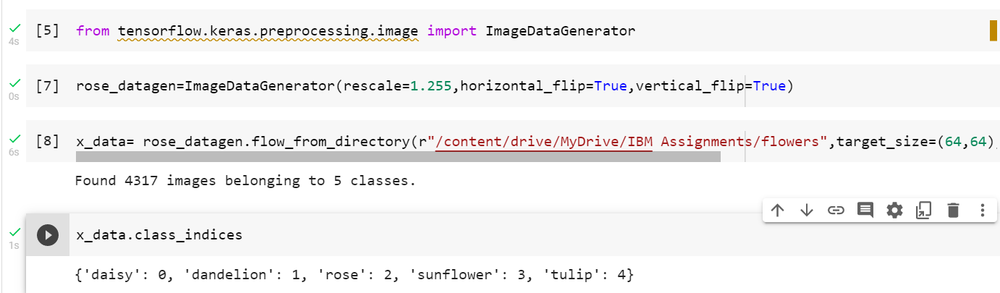 [5] from tensorflow.keras.preprocessing.image import ImageDataGenerator
4s
[7] rose_datagen=ImageDataGenerator(rescale=1.255,horizontal_flip=True,vertical_flip=True)
0s
[8] x_data= rose_datagen.flow_from_directory(r"/content/drive/MyDrive/IBM Assignments/flowers",target_size=(64,64)
6s
Found 4317 images belonging to 5 classes.
x_data.class_indices
1s
{'daisy': 0, 'dandelion': 1, 'rose': 2, 'sunflower': 3, 'tulip': 4}